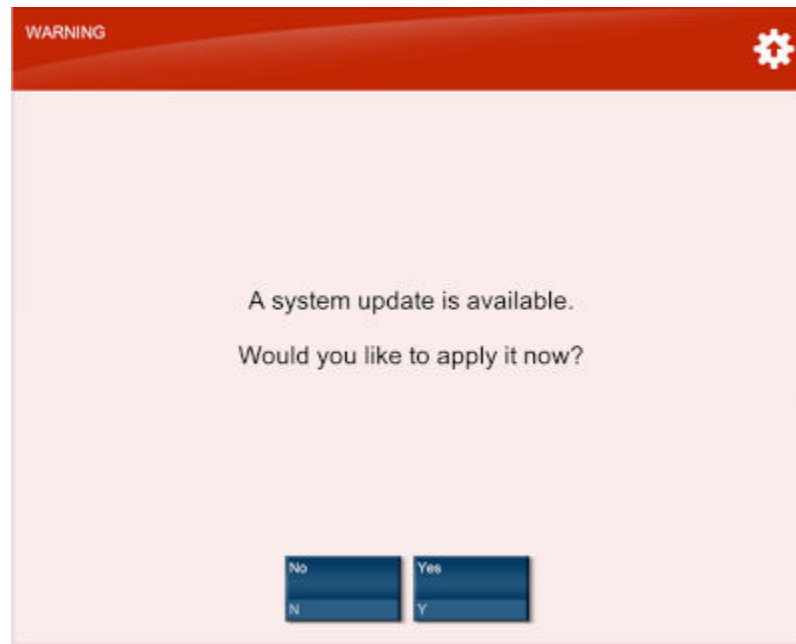 WARNING
A system update is available.
Would you like to apply it now?
No
Yes
N
Y